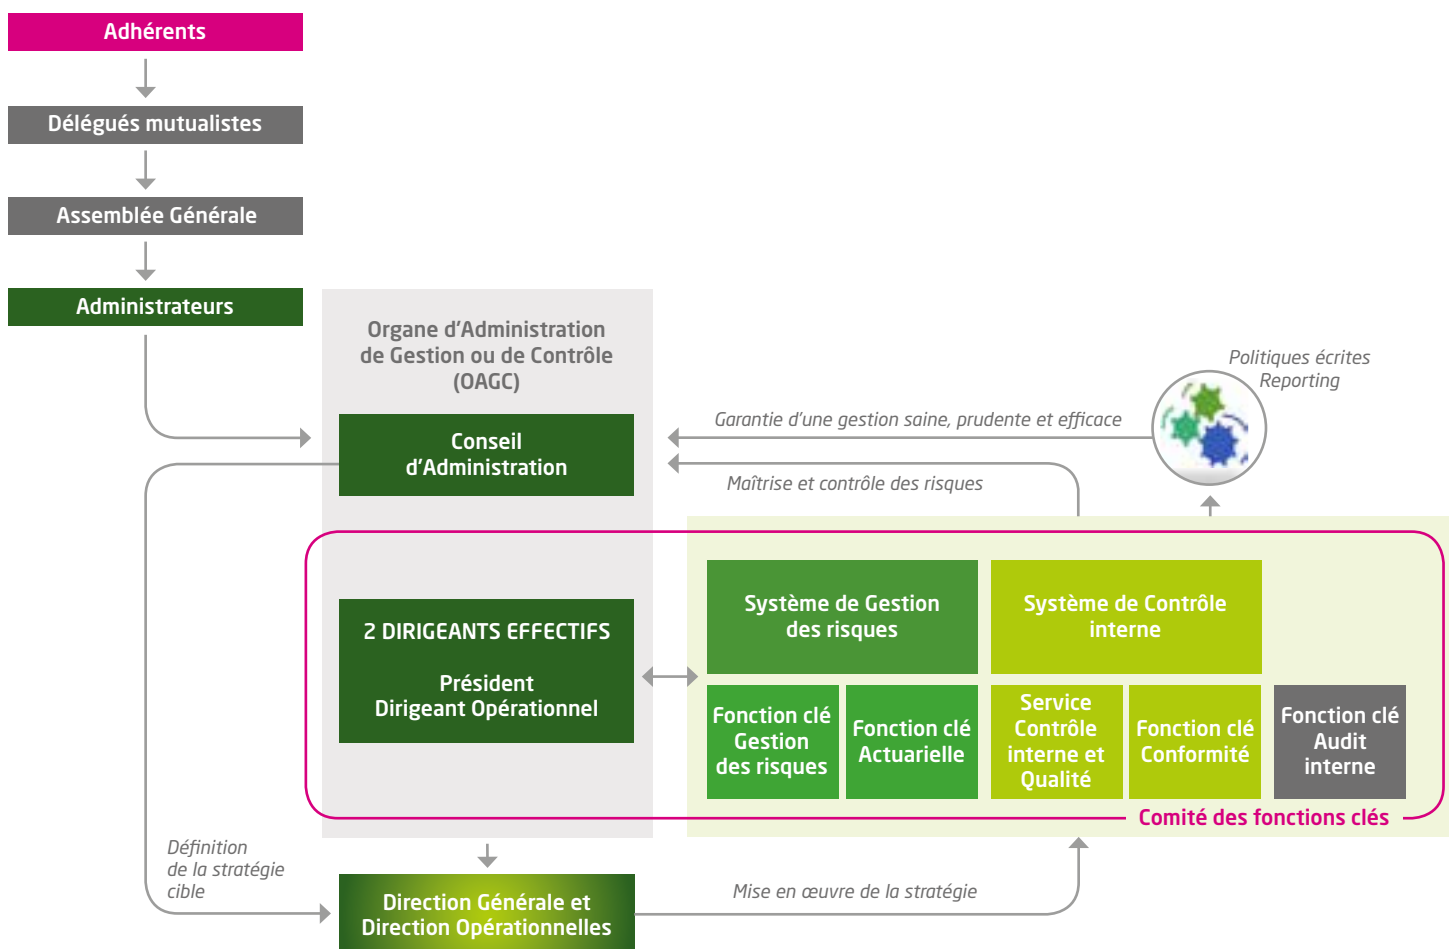 Adhérents
Délégués mutualistes
Assemblée Générale
Administrateurs
Organe d'Administration
de Gestion ou de Contrôle
(OAGC)
Conseil
d'Administration
Politiques écrites
Reporting
Garantie d'une gestion saine, prudente et efficace
Maîtrise et contrôle des risques
2 DIRIGEANTS EFFECTIFS
Président
Dirigeant Opérationnel
Système de Gestion
des risques
Système de Contrôle
interne
Fonction clé
Gestion
des risques
Fonction clé
Actuarielle
Service
Contrôle
interne et
Qualité
Fonction clé
Conformité
Fonction clé
Audit
interne
Comité des fonctions clés
Définition
de la stratégie
cible
Direction Générale et
Direction Opérationnelles
Mise en œuvre de la stratégie